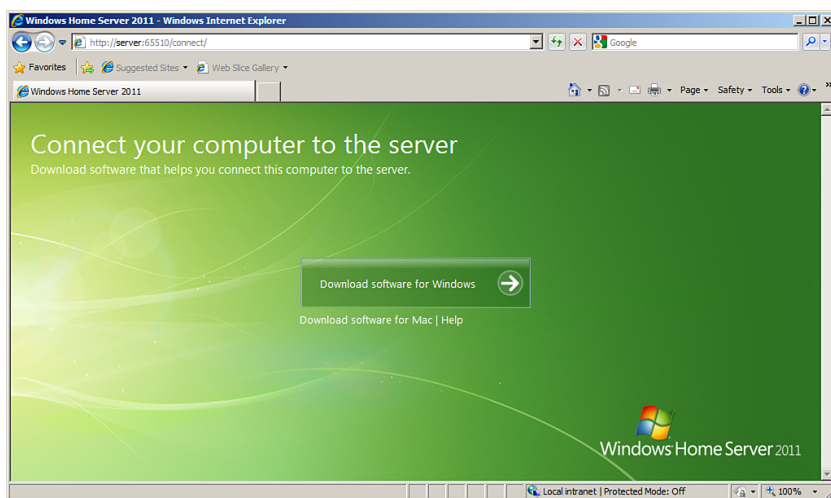 Windows Home Server 2011 - Windows Internet Explorer
http://server:65510/connect/
Google
Favorites
Suggested Sites
Web Slice Gallery
Windows Home Server 2011
Page
Safety
Tools
Connect your computer to the server
Download software that helps you connect this computer to the server.
Download software for Windows
Download software for Mac | Help
Windows Home Server 2011
Local intranet | Protected Mode: Off
100%